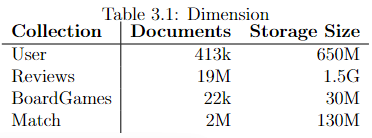 Table 3.1: Dimension
Collection Documents Storage Size
User 413k 650M
Reviews 19M 1.5G
BoardGames 22k 30M
Match 2M 130M